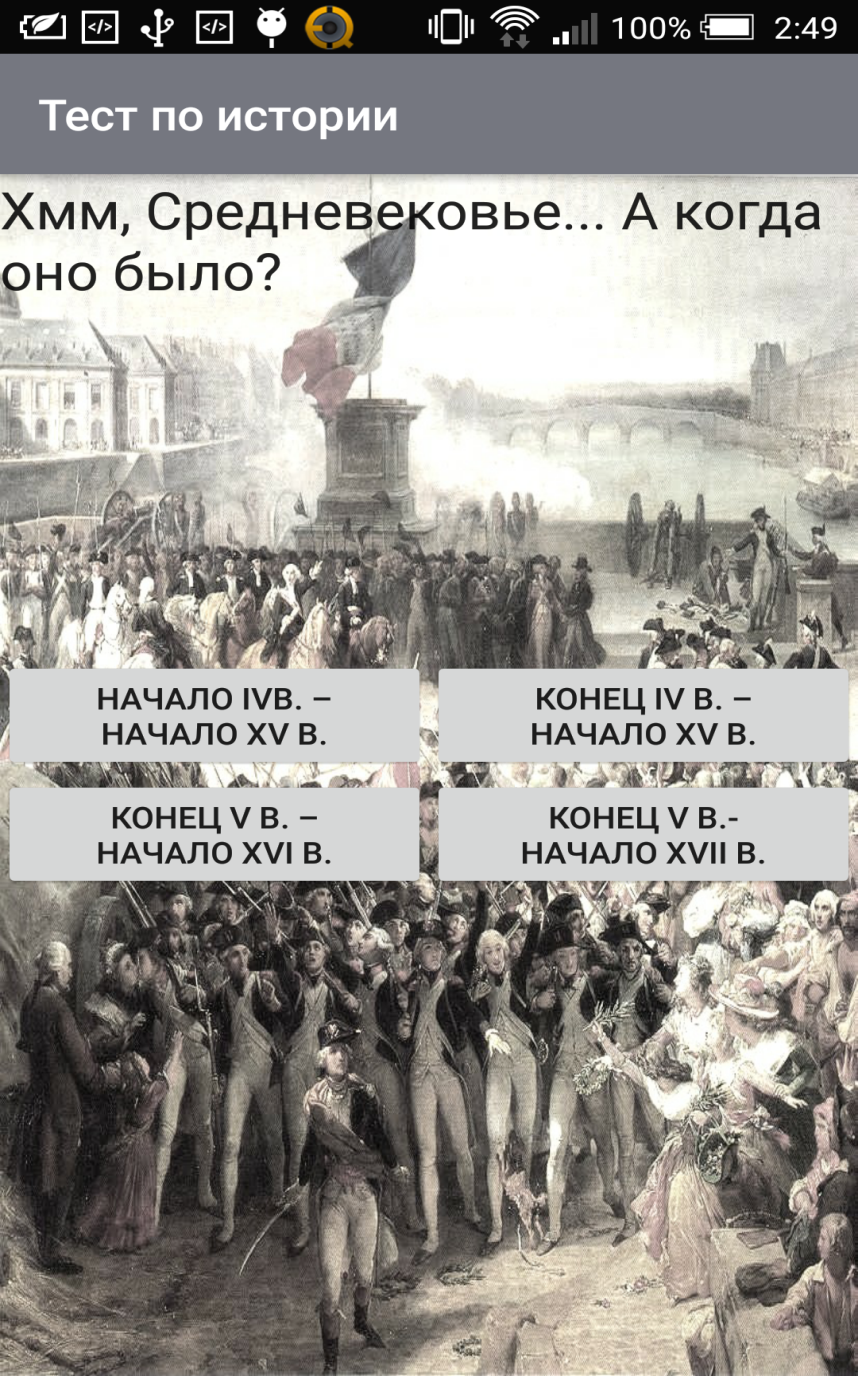 100% 2:49
Тест по истории
Хмм, Средневековье... А когда
оно было?
НАЧАЛО IVВ. –
НАЧАЛО XV В.
КОНЕЦ IV В. –
НАЧАЛО XV В.
КОНЕЦ V В. –
НАЧАЛО XVI В.
КОНЕЦ V В.-
НАЧАЛО XVII В.